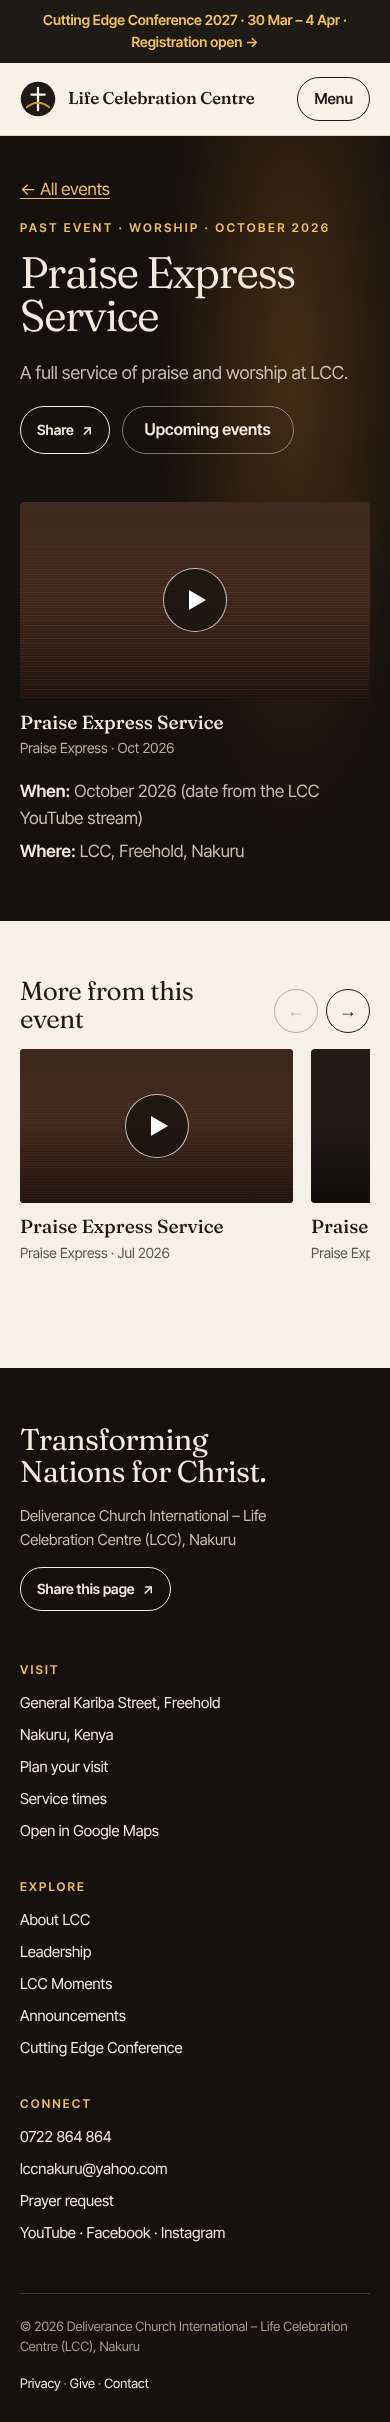 Cutting Edge Conference 2027 · 30 Mar – 4 Apr ·
Registration open →
Life Celebration Centre
Menu
← All events
PAST EVENT · WORSHIP · OCTOBER 2026
Praise Express
Service
A full service of praise and worship at LCC.
Share ↗
Upcoming events
Praise Express Service
Praise Express · Oct 2026
When: October 2026 (date from the LCC
YouTube stream)
Where: LCC, Freehold, Nakuru
More from this
event
← →
Praise Express Service
Praise Express · Jul 2026
Praise
Praise Exp
Transforming
Nations for Christ.
Deliverance Church International – Life
Celebration Centre (LCC), Nakuru
Share this page ↗
VISIT
General Kariba Street, Freehold
Nakuru, Kenya
Plan your visit
Service times
Open in Google Maps
EXPLORE
About LCC
Leadership
LCC Moments
Announcements
Cutting Edge Conference
CONNECT
0722 864 864
lccnakuru@yahoo.com
Prayer request
YouTube · Facebook · Instagram
© 2026 Deliverance Church International – Life Celebration
Centre (LCC), Nakuru
Privacy · Give · Contact